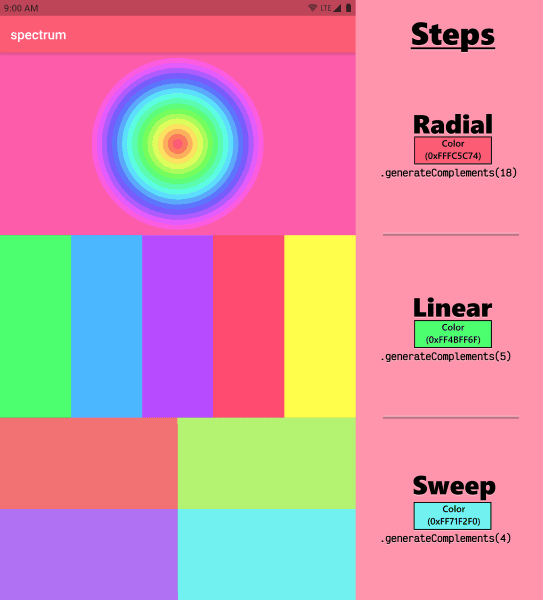 9:00 AM
LTE
spectrum
Steps
Radial
Color
(0xFFFC5C74)
.generateComplements(18)
Linear
Color
(0xFF4BFF6F)
.generateComplements(5)
Sweep
Color
(0xFF71F2F0)
.generateComplements(4)